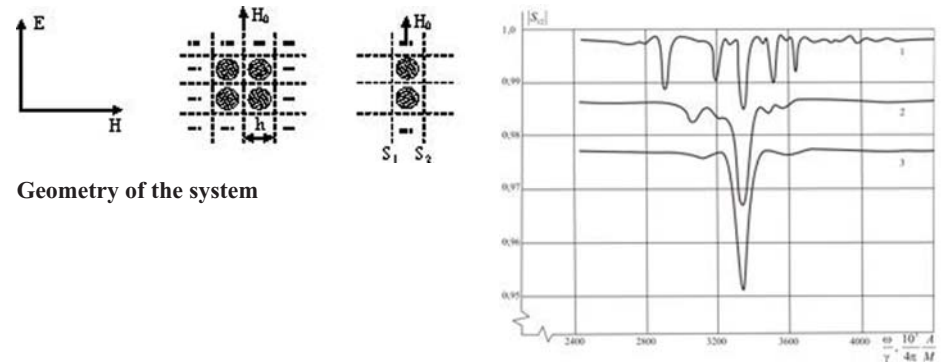 E
H
H₀
h
H₀
S₁ S₂
Geometry of the system
|S₁₂|
1,0
0,99
0,98
0,97
0,96
0,95
1
2
3
2400 2800 3200 3600 4000
ω/γ, 10³/4π A/M